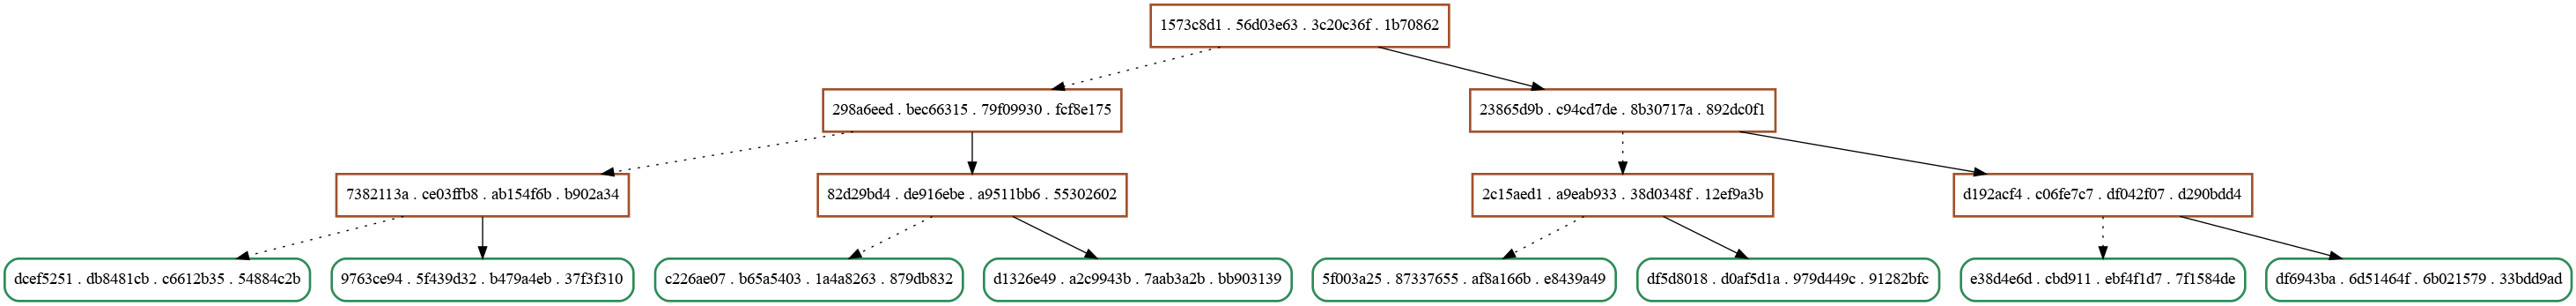 1573c8d1 . 56d03e63 . 3c20c36f . 1b70862
298a6eed . bec66315 . 79f09930 . fcf8e175
23865d9b . c94cd7de . 8b30717a . 892dc0f1
7382113a . ce03ffb8 . ab154f6b . b902a34
82d29bd4 . de916ebe . a9511bb6 . 55302602
2c15aed1 . a9eab933 . 38d0348f . 12ef9a3b
d192acf4 . c06fe7c7 . df042f07 . d290bdd4
dcef5251 . db8481cb . c6612b35 . 54884c2b
9763ce94 . 5f439d32 . b479a4eb . 37f3f310
c226ae07 . b65a5403 . 1a4a8263 . 879db832
d1326e49 . a2c9943b . 7aab3a2b . bb903139
5f003a25 . 87337655 . af8a166b . e8439a49
df5d8018 . d0af5d1a . 979d449c . 91282bfc
e38d4e6d . cbd911 . ebf4f1d7 . 7f1584de
df6943ba . 6d51464f . 6b021579 . 33bdd9ad